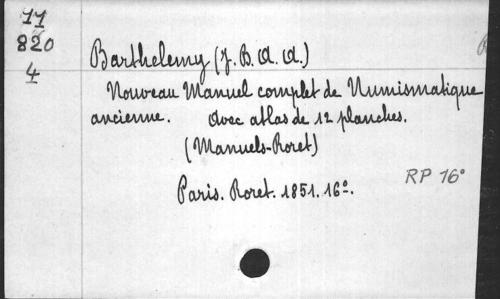 11
820
4
Barthelemy (J. B. A. A.)
Nouveau Manuel complet de Numismatique
ancienne. Avec atlas de 12 planches.
(Manuels-Roret)
Paris. Roret. 1851. 16°.
RP 16°